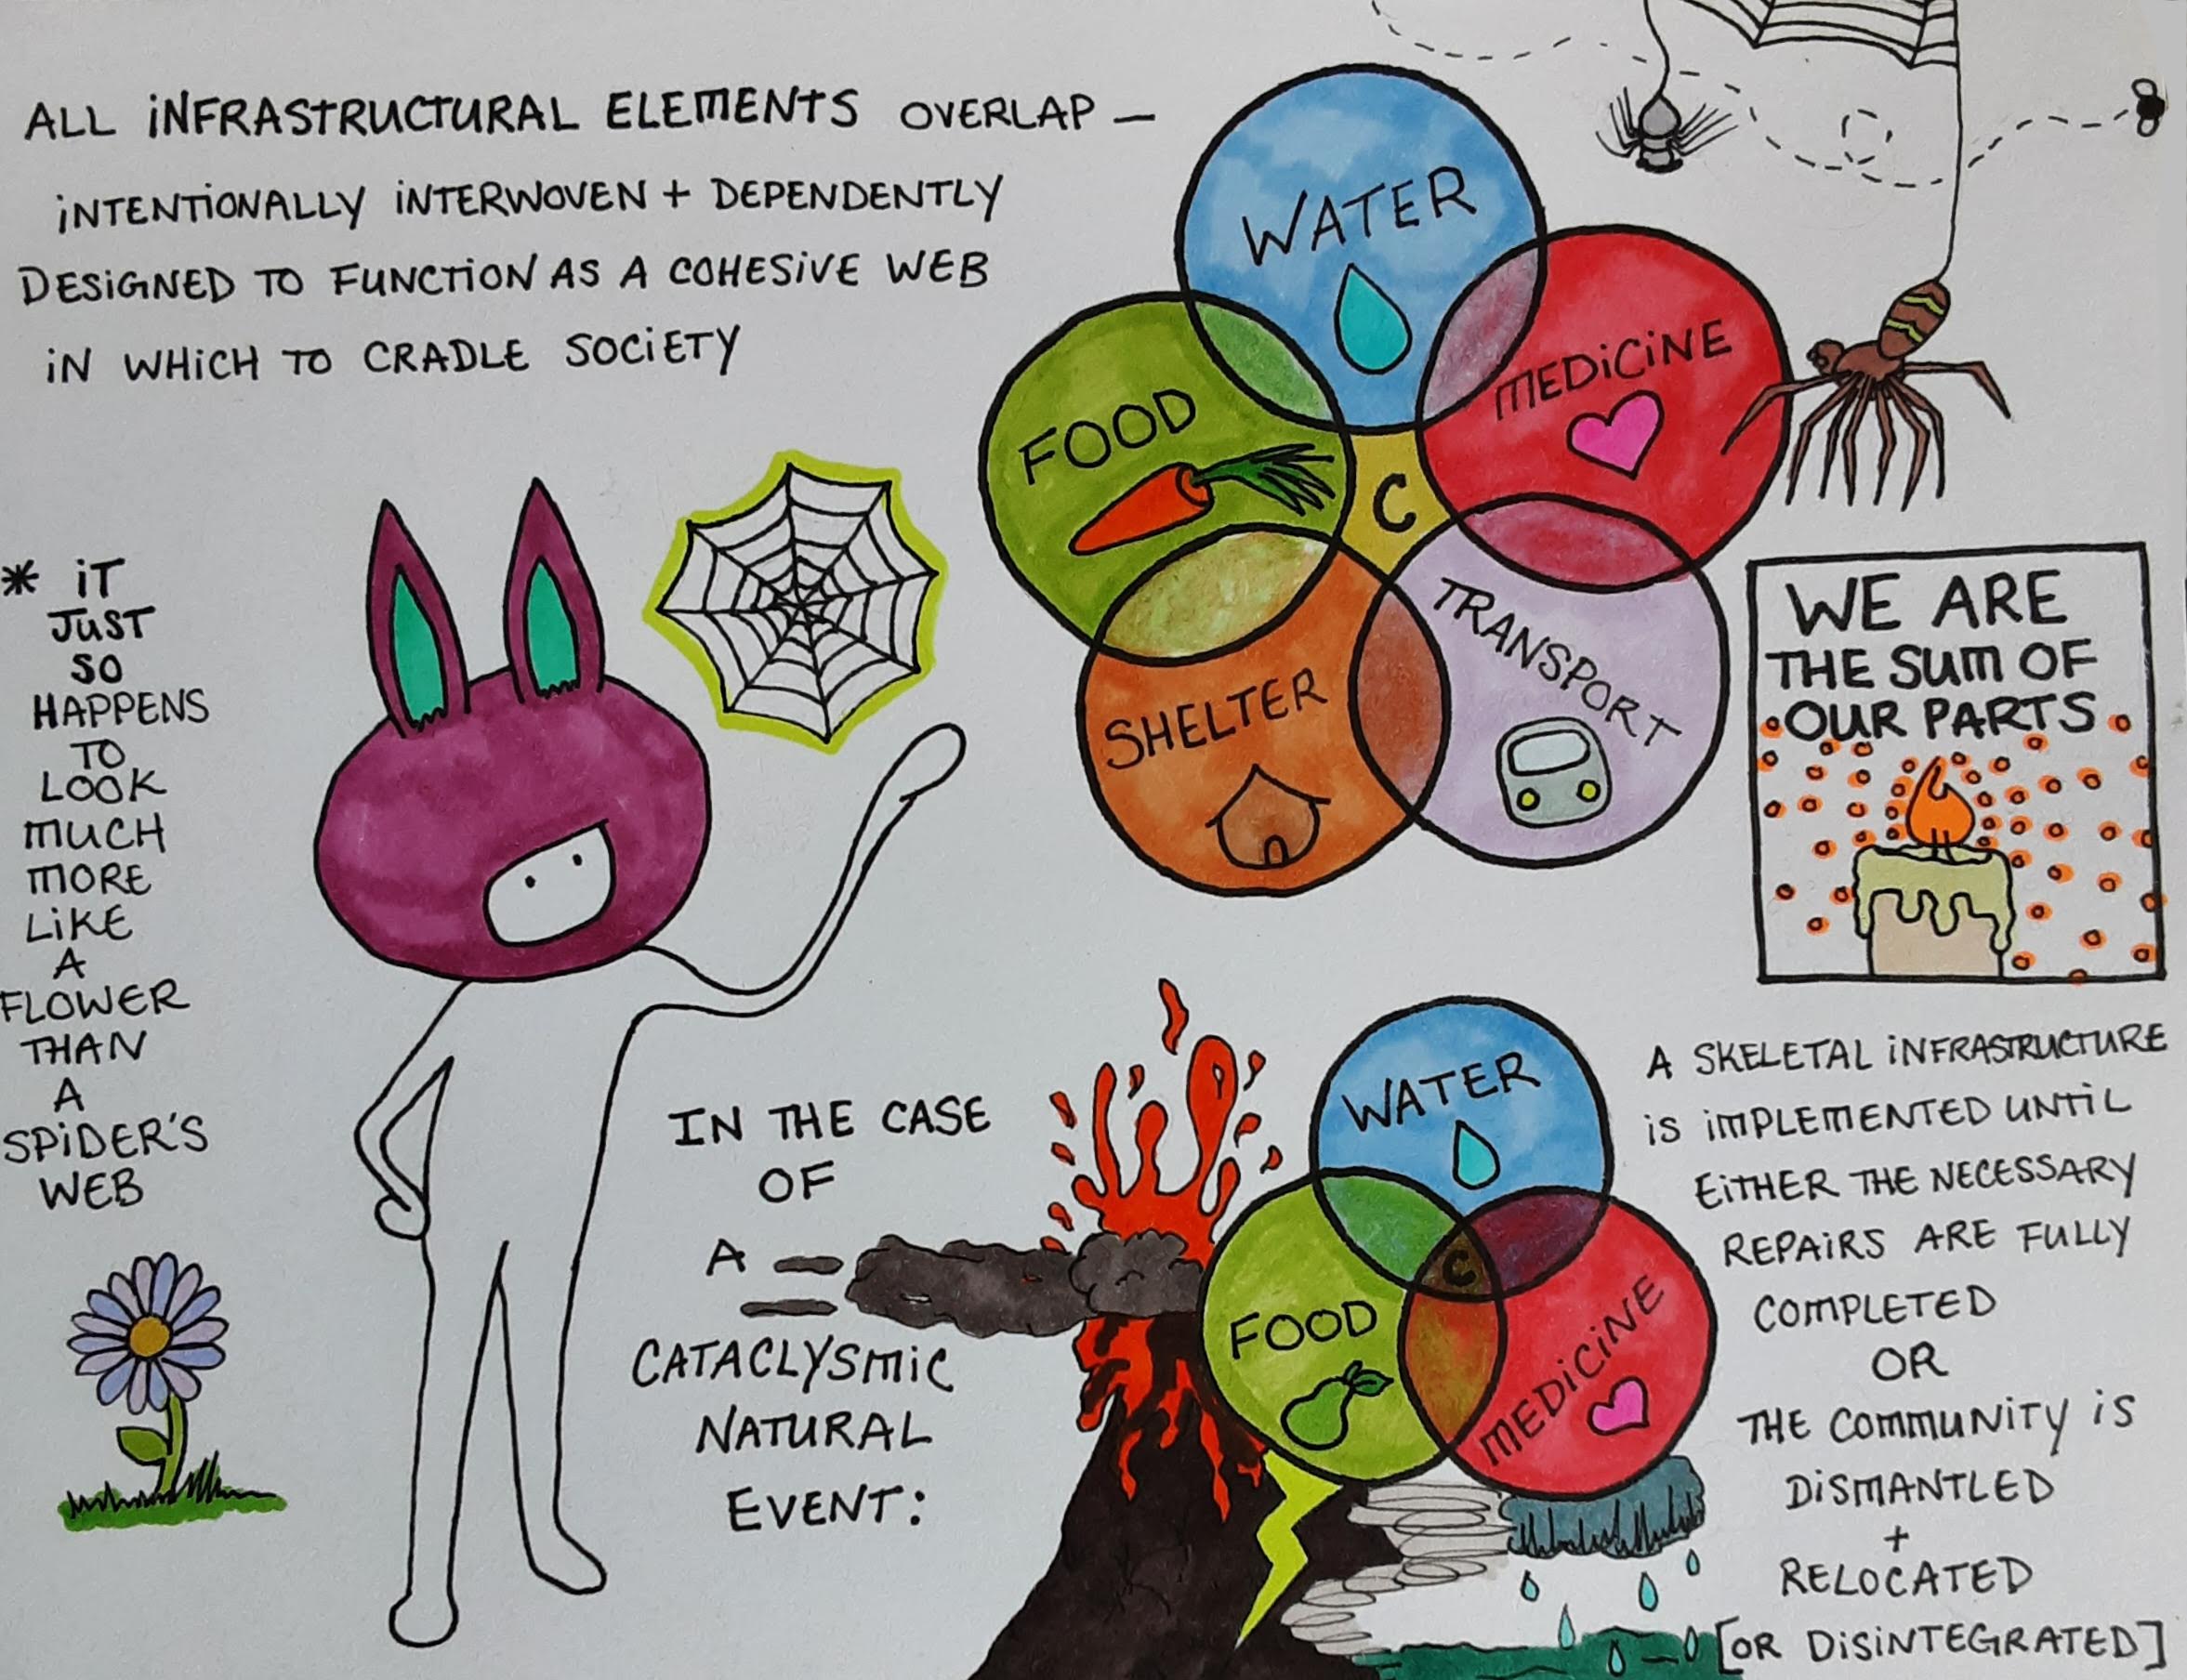 ALL INFRASTRUCTURAL ELEMENTS OVERLAP —
INTENTIONALLY INTERWOVEN + DEPENDENTLY
DESIGNED TO FUNCTION AS A COHESIVE WEB
IN WHICH TO CRADLE SOCIETY
WATER
MEDICINE
FOOD
C
TRANSPORT
SHELTER
* IT
JUST
SO
HAPPENS
TO
LOOK
MUCH
MORE
LIKE
A
FLOWER
THAN
A
SPIDER'S
WEB
WE ARE
THE SUM OF
OUR PARTS
IN THE CASE
OF
A
CATACLYSMIC
NATURAL
EVENT:
WATER
FOOD
C
MEDICINE
A SKELETAL INFRASTRUCTURE
IS IMPLEMENTED UNTIL
EITHER THE NECESSARY
REPAIRS ARE FULLY
COMPLETED
OR
THE COMMUNITY IS
DISMANTLED
+
RELOCATED
[OR DISINTEGRATED]